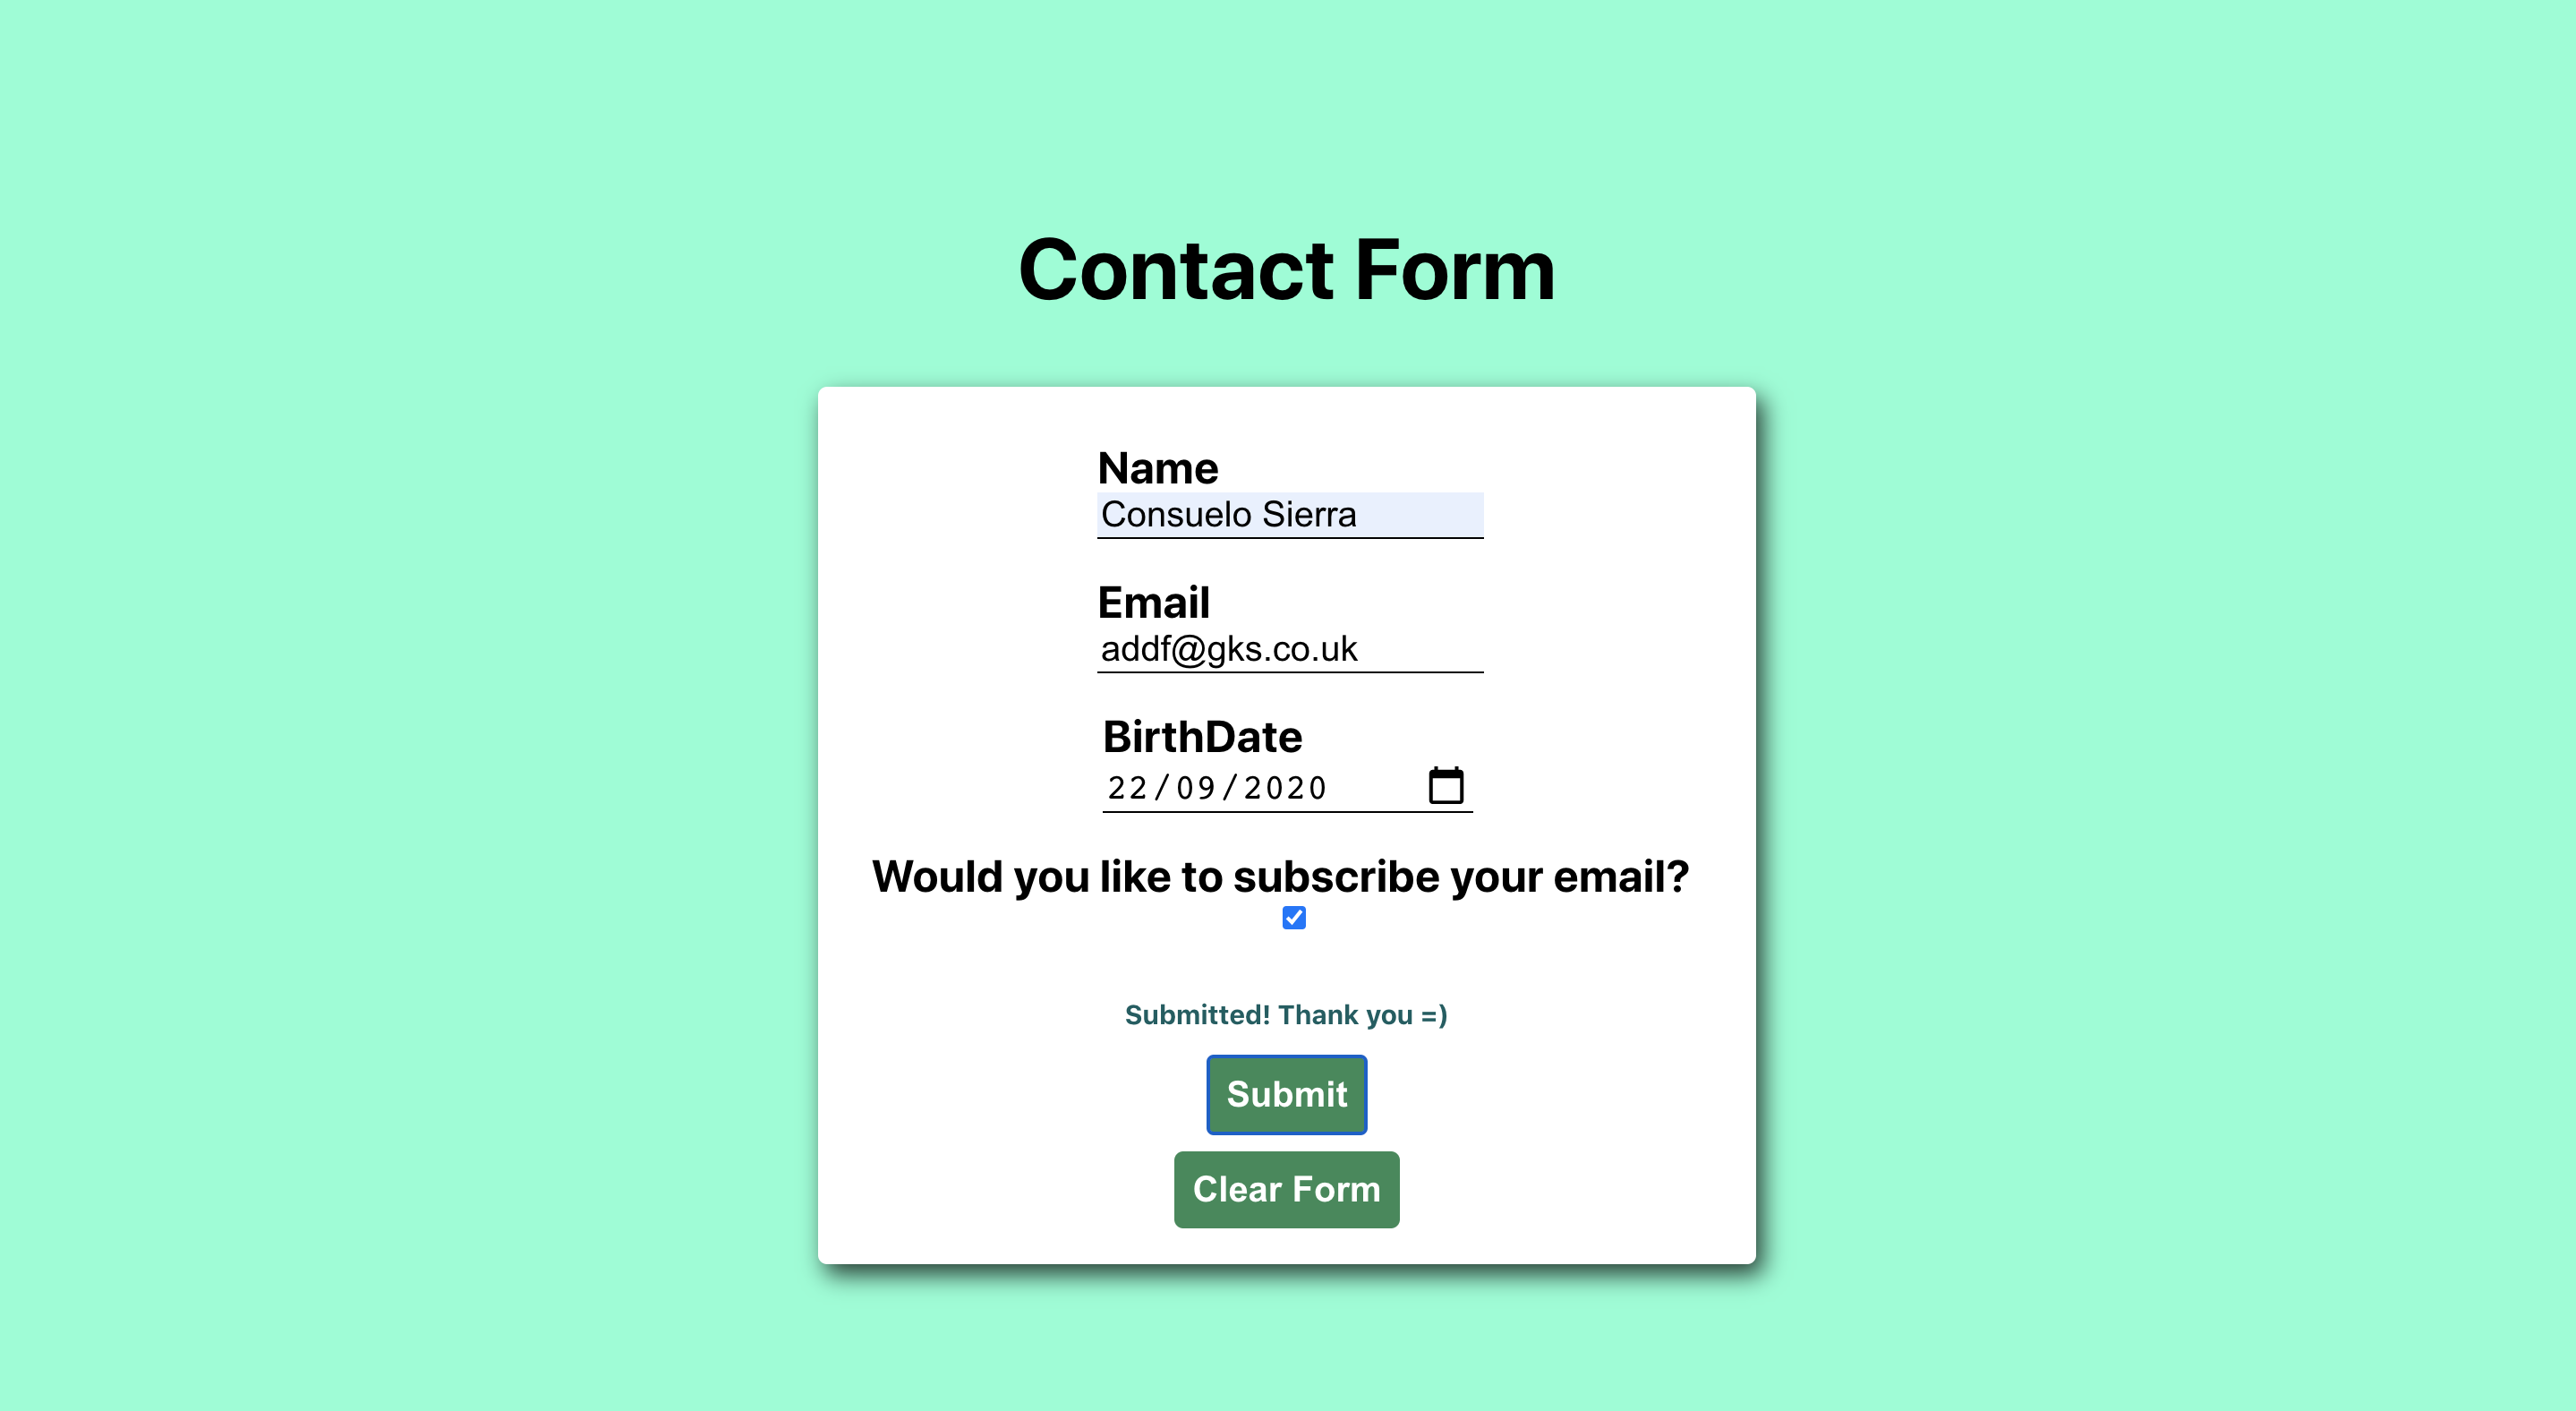 Contact Form
Name
Consuelo Sierra
Email
addf@gks.co.uk
BirthDate
22/09/2020
Would you like to subscribe your email?
Submitted! Thank you =)
Submit
Clear Form